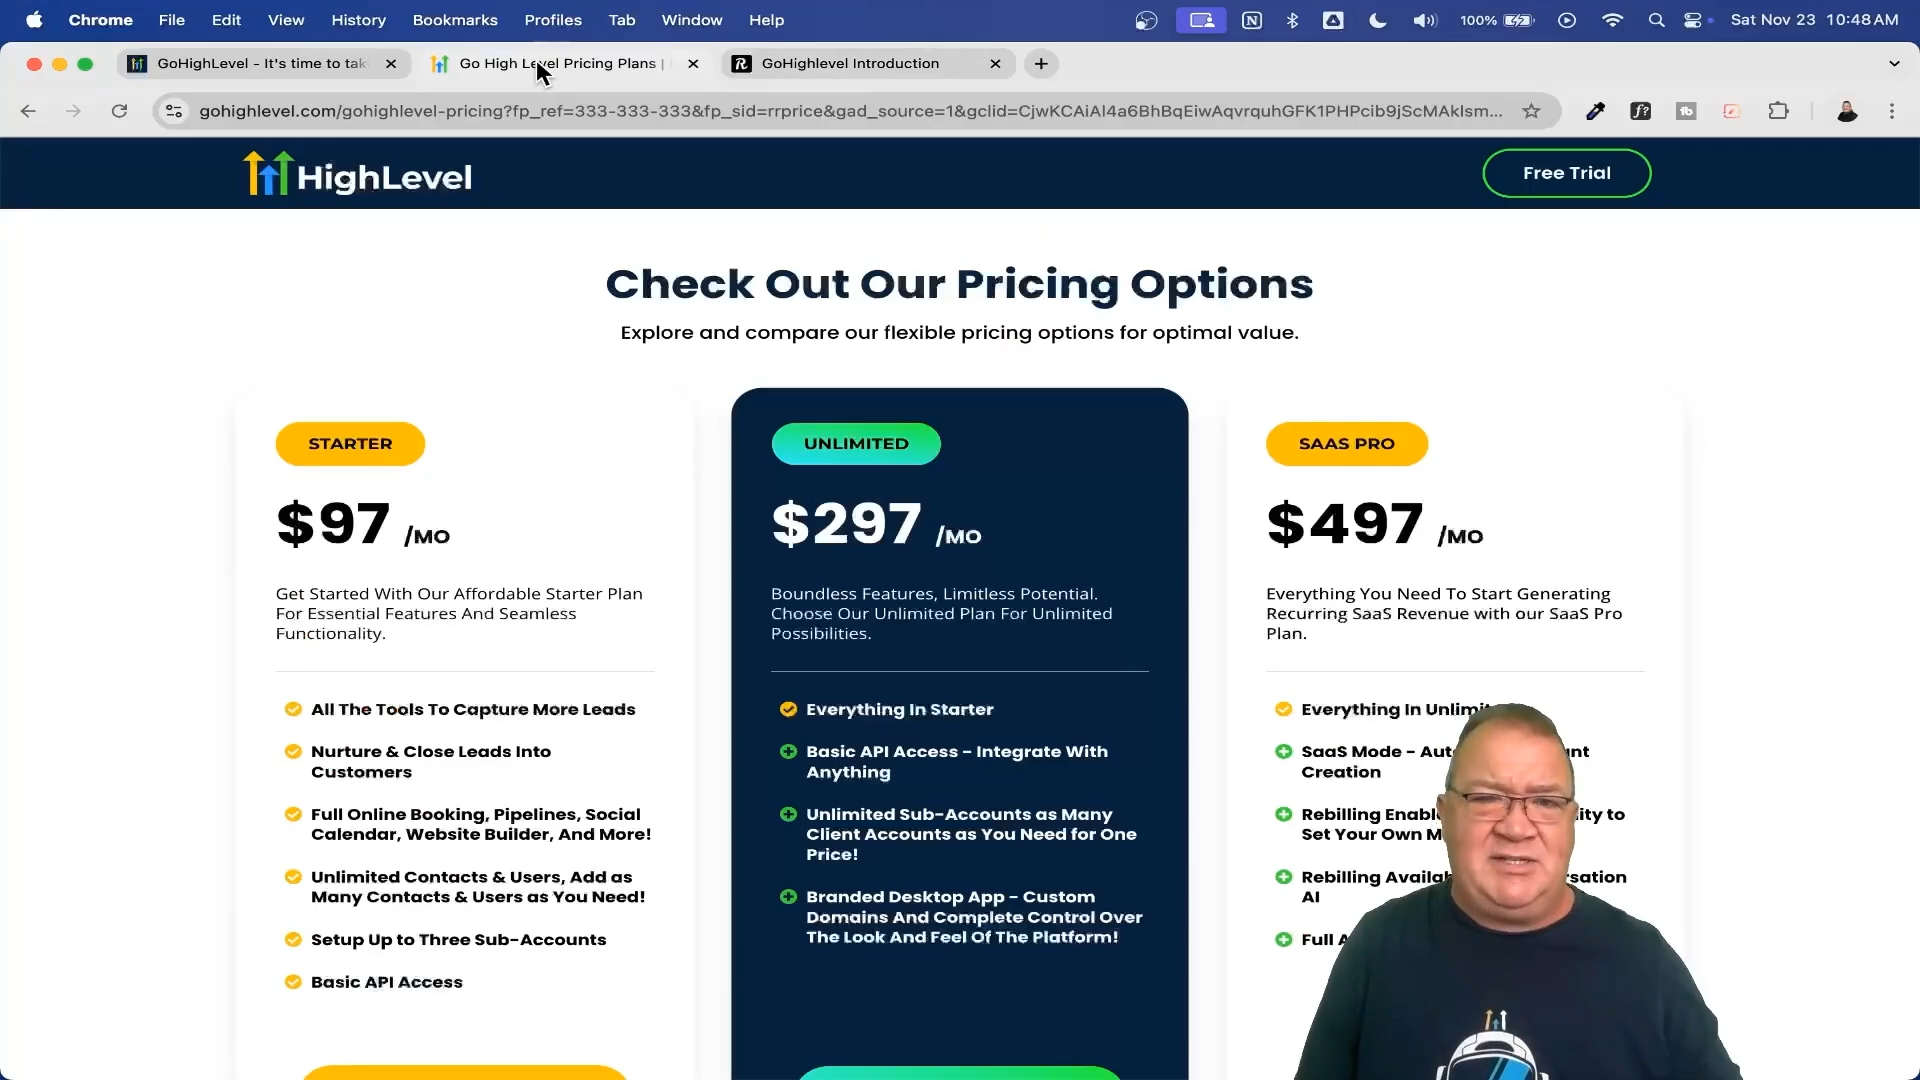 Chrome File Edit View History Bookmarks Profiles Tab Window Help 100% Sat Nov 23 10:48 AM
GoHighLevel - It's time to tak
Go High Level Pricing Plans |
GoHighlevel Introduction
gohighlevel.com/gohighlevel-pricing?fp_ref=333-333-333&fp_sid=rrprice&gad_source=1&gclid=CjwKCAiAl4a6BhBqEiwAqvrquhGFK1PHPcib9jScMAklsm...
HighLevel
Free Trial
Check Out Our Pricing Options
Explore and compare our flexible pricing options for optimal value.
STARTER
$97 /MO
Get Started With Our Affordable Starter Plan
For Essential Features And Seamless
Functionality.
All The Tools To Capture More Leads
Nurture & Close Leads Into
Customers
Full Online Booking, Pipelines, Social
Calendar, Website Builder, And More!
Unlimited Contacts & Users, Add as
Many Contacts & Users as You Need!
Setup Up to Three Sub-Accounts
Basic API Access
UNLIMITED
$297 /MO
Boundless Features, Limitless Potential.
Choose Our Unlimited Plan For Unlimited
Possibilities.
Everything In Starter
Basic API Access - Integrate With
Anything
Unlimited Sub-Accounts as Many
Client Accounts as You Need for One
Price!
Branded Desktop App - Custom
Domains And Complete Control Over
The Look And Feel Of The Platform!
SAAS PRO
$497 /MO
Everything You Need To Start Generating
Recurring SaaS Revenue with our SaaS Pro
Plan.
Everything In
SaaS Mode -
Creation
Rebilling
to
Set Your Own
Rebilling
AI
Full